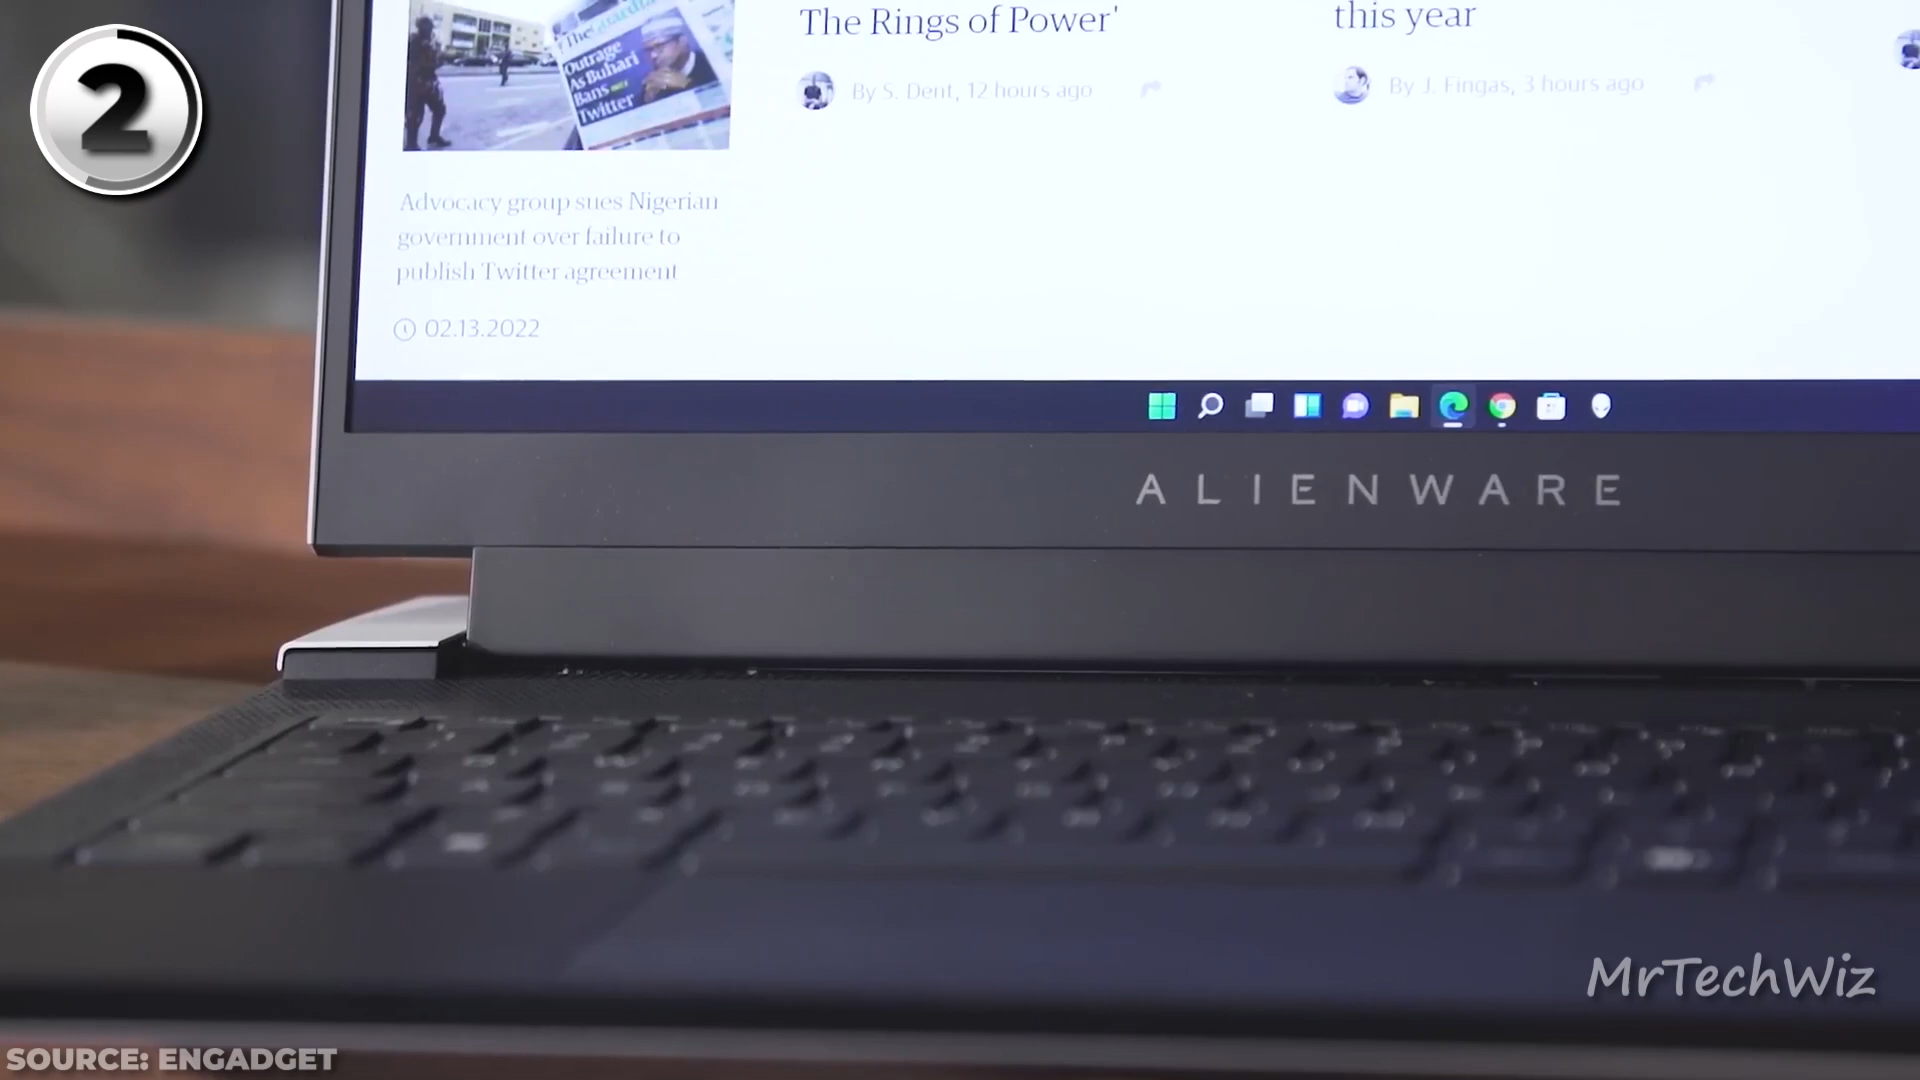 2
The Guardian
Outrage
As Buhari
Bans
Twitter
Advocacy group sues Nigerian
government over failure to
publish Twitter agreement
02.13.2022
The Rings of Power'
By S. Dent, 12 hours ago
this year
By J. Fingas, 3 hours ago
ALIENWARE
MrTechWiz
SOURCE: ENGADGET